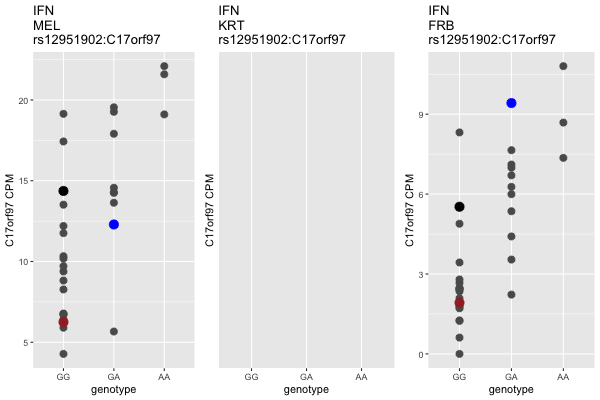 IFN
MEL
rs12951902:C17orf97
C17orf97 CPM
20
15
10
5
GG GA AA
genotype
IFN
KRT
rs12951902:C17orf97
C17orf97 CPM
GG GA AA
genotype
IFN
FRB
rs12951902:C17orf97
C17orf97 CPM
9
6
3
0
GG GA AA
genotype